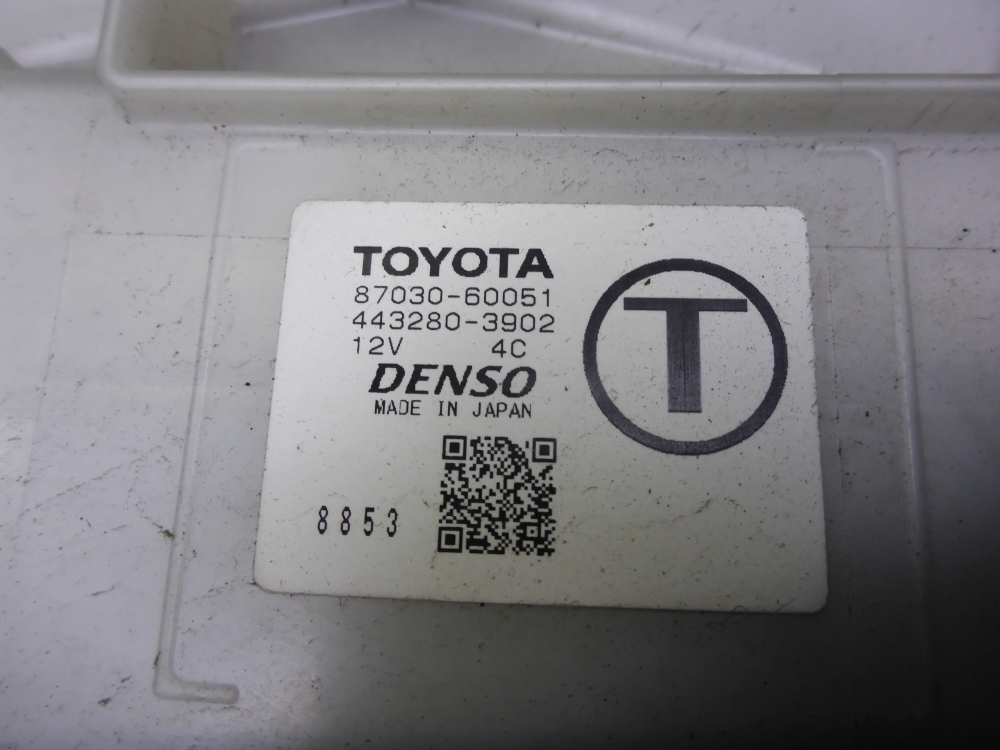 TOYOTA
87030-60051
443280-3902
12V 4C
DENSO
MADE IN JAPAN
T
8853